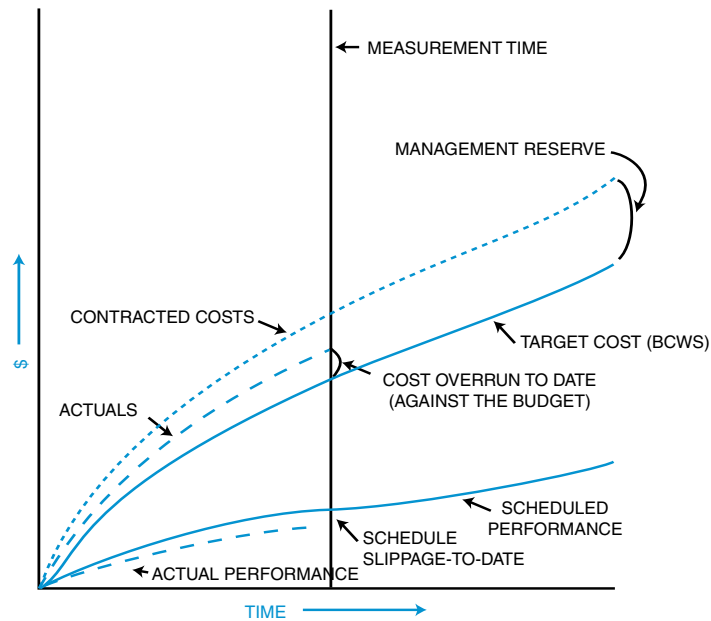 MEASUREMENT TIME
MANAGEMENT RESERVE
CONTRACTED COSTS
TARGET COST (BCWS)
$
COST OVERRUN TO DATE
(AGAINST THE BUDGET)
ACTUALS
SCHEDULED
PERFORMANCE
SCHEDULE
SLIPPAGE-TO-DATE
ACTUAL PERFORMANCE
TIME